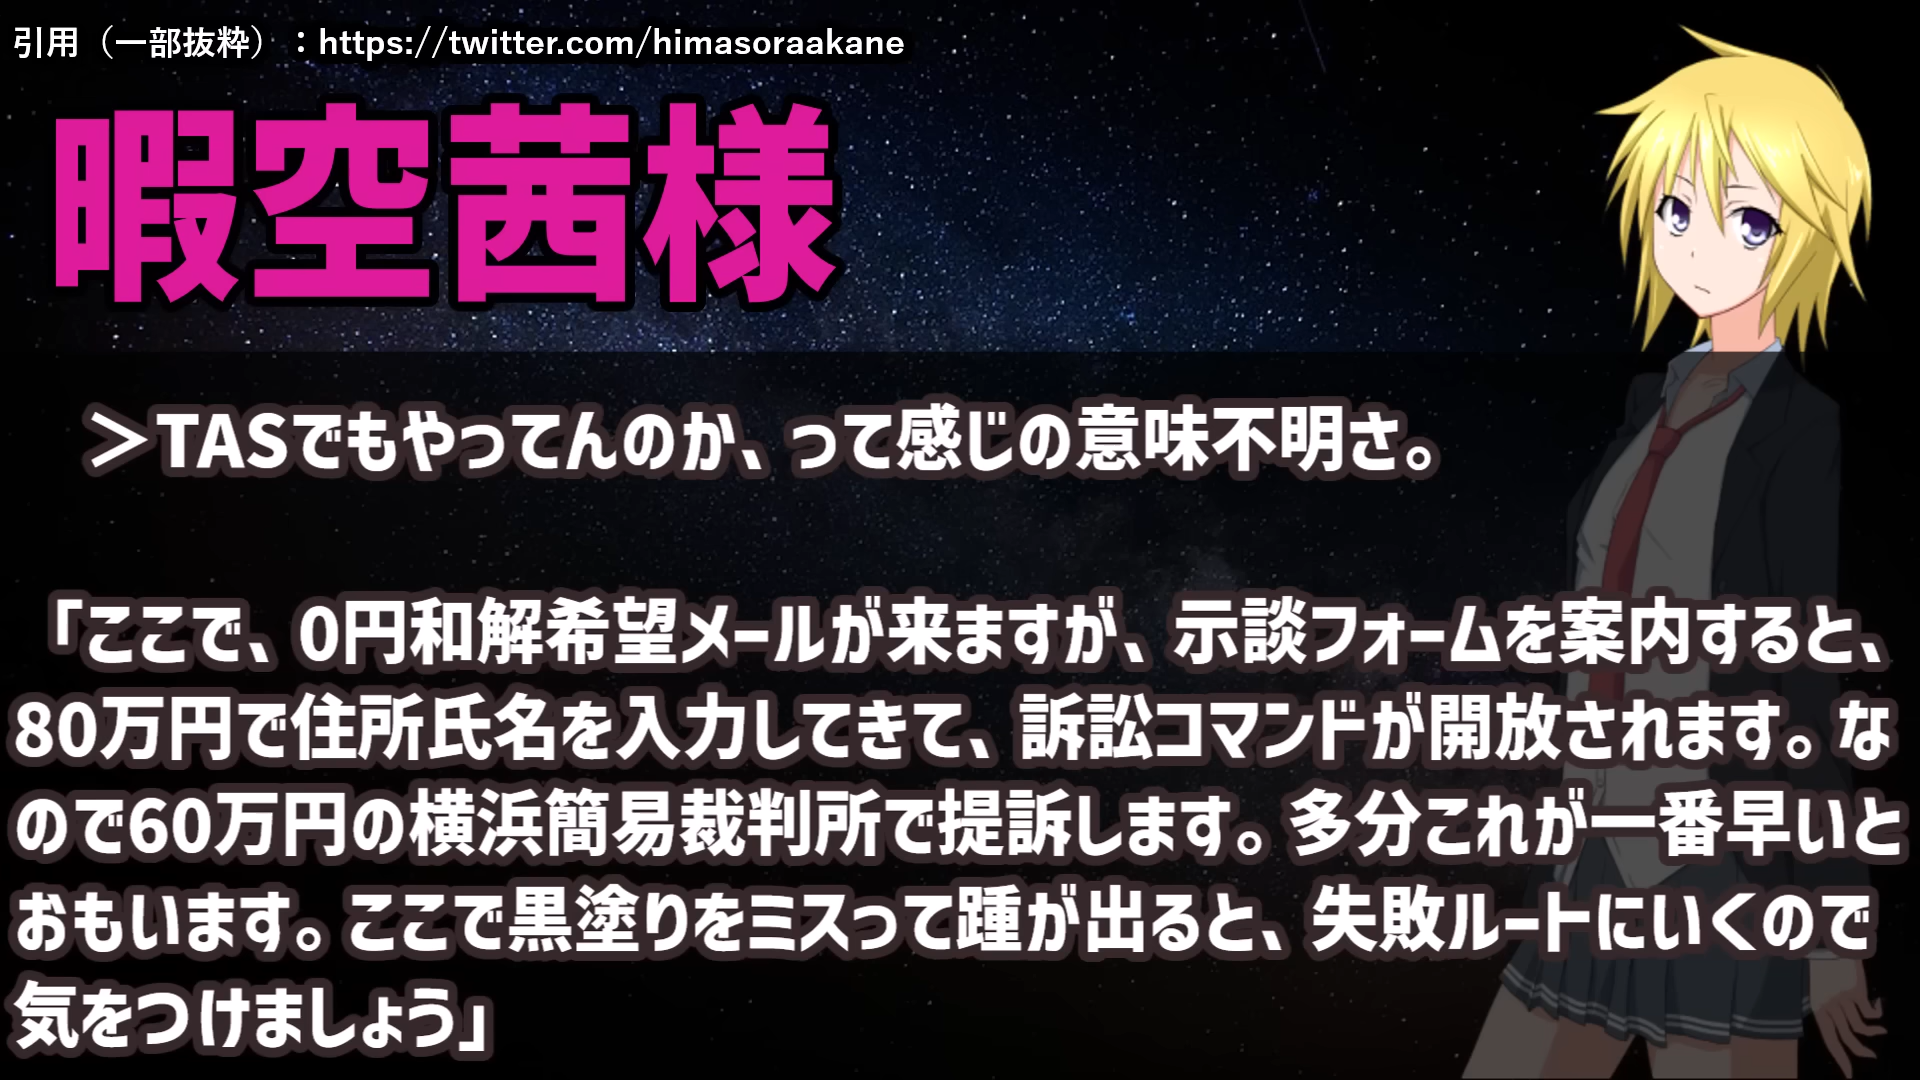 引用（一部抜粋）：https://twitter.com/himasoraakane
暇空茜様
＞TASでもやってんのか、って感じの意味不明さ。
「ここで、0円和解希望メールが来ますが、示談フォームを案内すると、
80万円で住所氏名を入力してきて、訴訟コマンドが開放されます。な
ので60万円の横浜簡易裁判所で提訴します。多分これが一番早いと
おもいます。ここで黒塗りをミスって踵が出ると、失敗ルートにいくので
気をつけましょう」